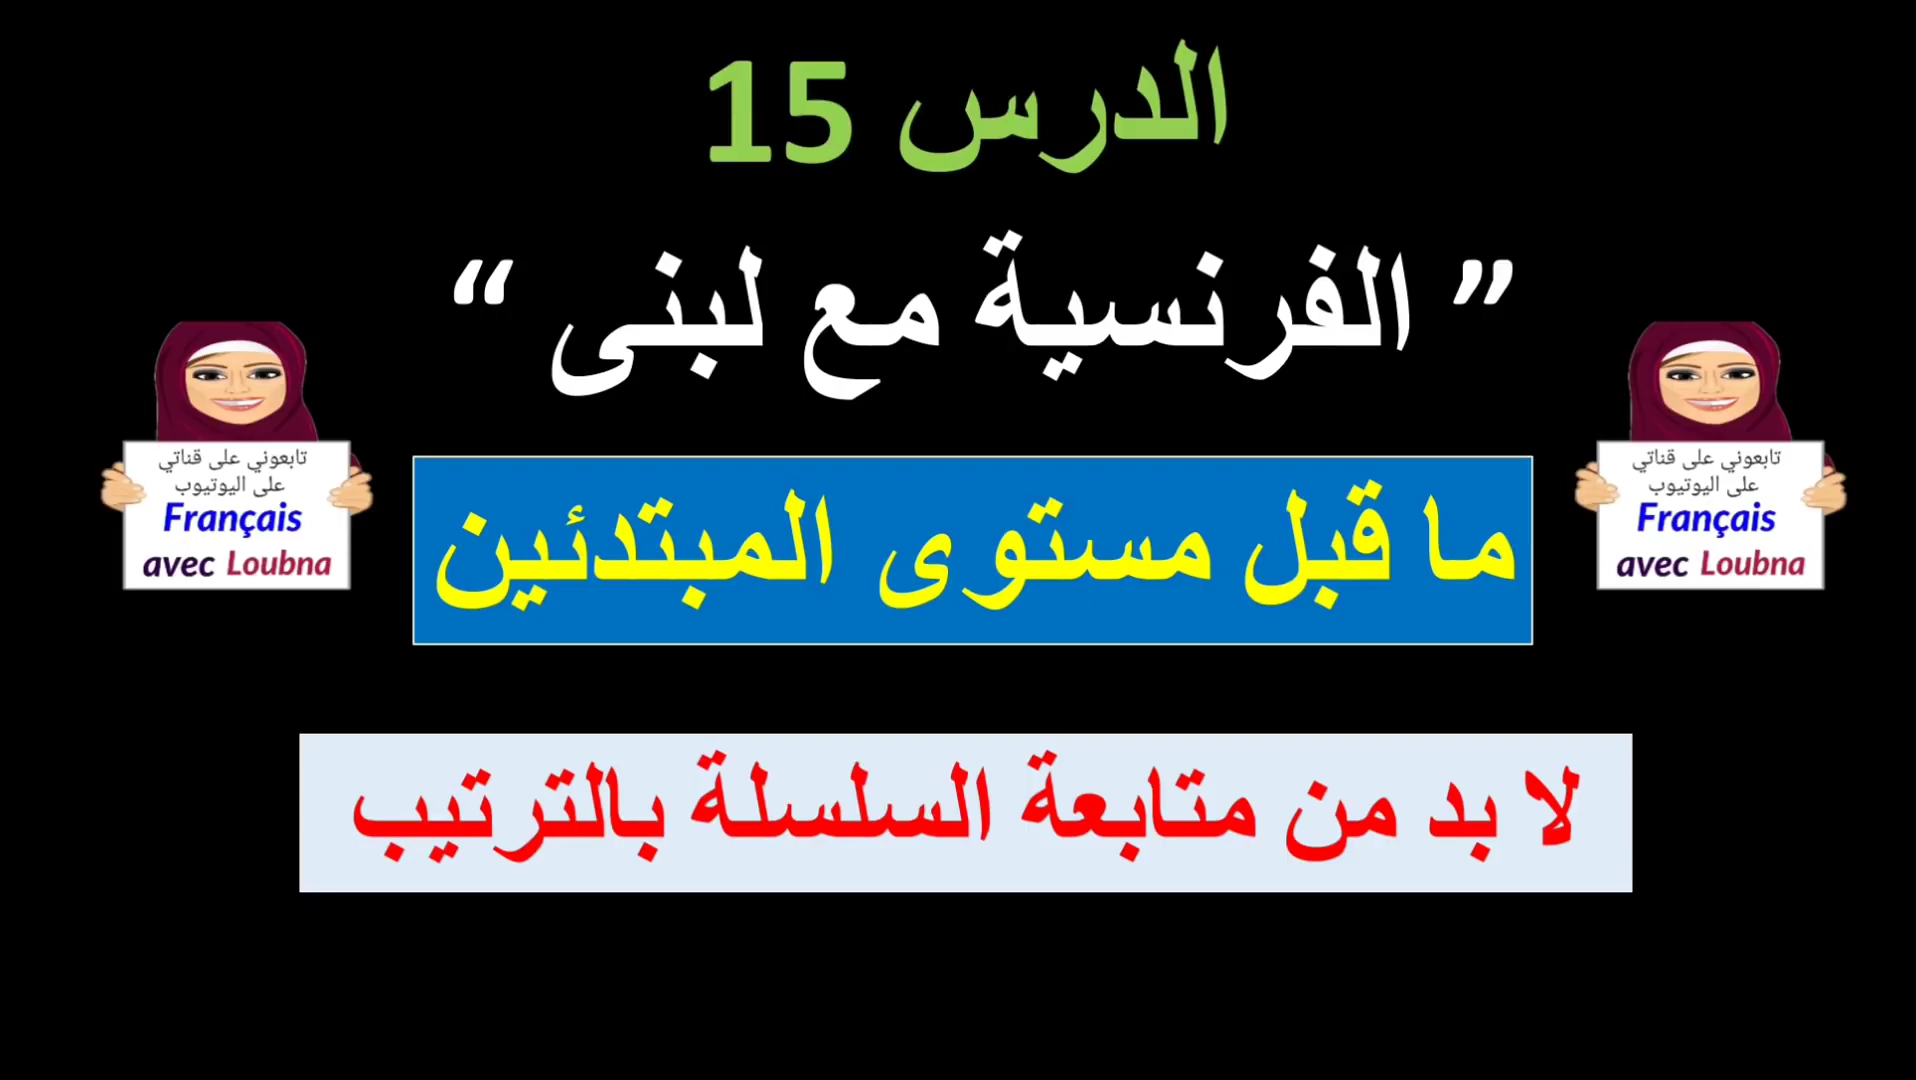 الدرس 15
” الفرنسية مع لبنى “
تابعوني على قناتي
على اليوتيوب
Français
avec Loubna
تابعوني على قناتي
على اليوتيوب
Français
avec Loubna
ما قبل مستوى المبتدئين
لا بد من متابعة السلسلة بالترتيب